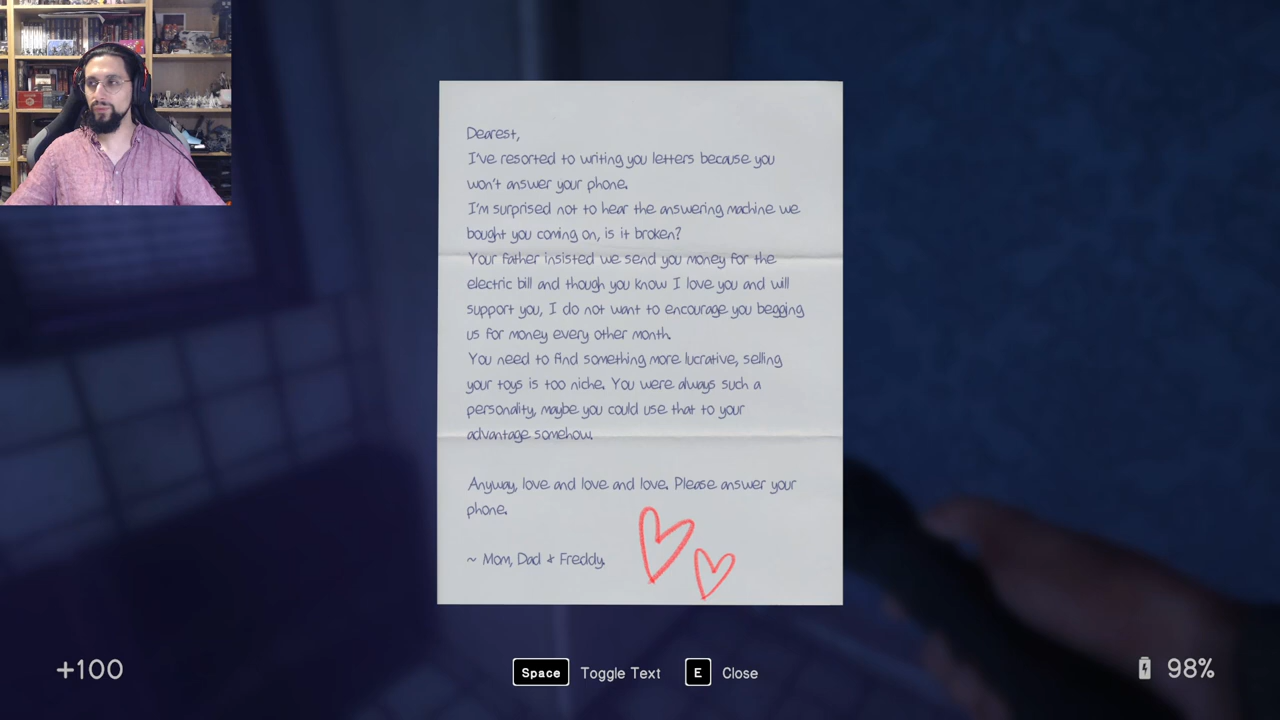 Dearest,
I've resorted to writing you letters because you
won't answer your phone.
I'm surprised not to hear the answering machine we
bought you coming on, is it broken?
Your father insisted we send you money for the
electric bill and though you know I love you and will
support you, I do not want to encourage you begging
us for money every other month.
You need to find something more lucrative, selling
your toys is too niche. You were always such a
personality, maybe you could use that to your
advantage somehow.
Anyway, love and love and love. Please answer your
phone.
~ Mom, Dad + Freddy.
+100
Space Toggle Text E Close
98%